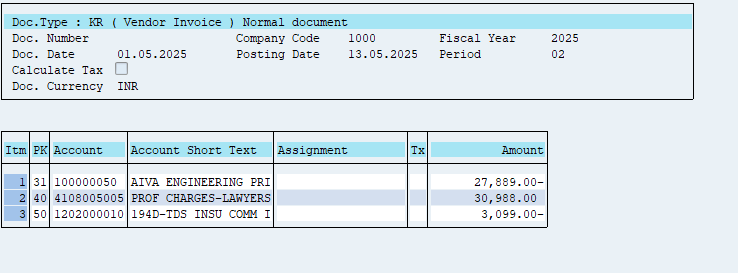 Doc.Type : KR ( Vendor Invoice ) Normal document
Doc. Number Company Code 1000 Fiscal Year 2025
Doc. Date 01.05.2025 Posting Date 13.05.2025 Period 02
Calculate Tax
Doc. Currency INR
Itm PK Account Account Short Text Assignment Tx Amount
1 31 100000050 AIVA ENGINEERING PRI 27,889.00-
2 40 4108005005 PROF CHARGES-LAWYERS 30,988.00
3 50 1202000010 194D-TDS INSU COMM I 3,099.00-